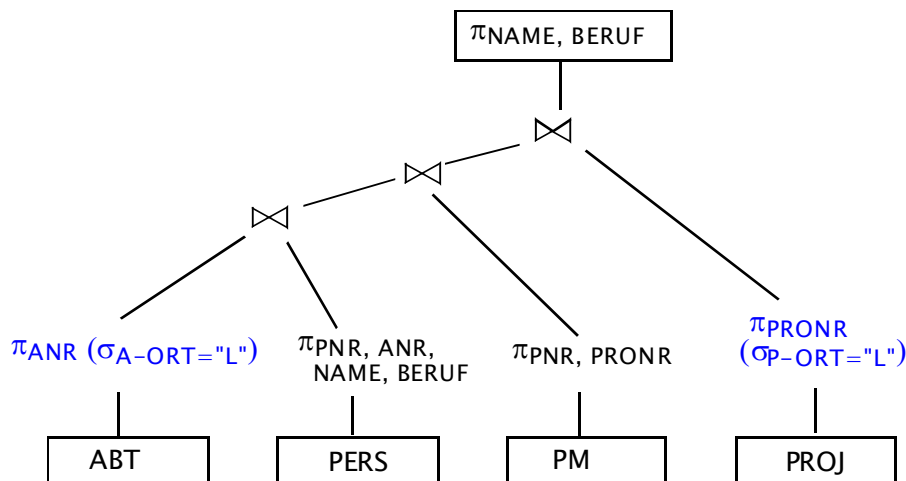 πNAME, BERUF
⋈
⋈
⋈
πANR (σA-ORT="L")
πPNR, ANR,
NAME, BERUF
πPNR, PRONR
πPRONR
(σP-ORT="L")
ABT
PERS
PM
PROJ